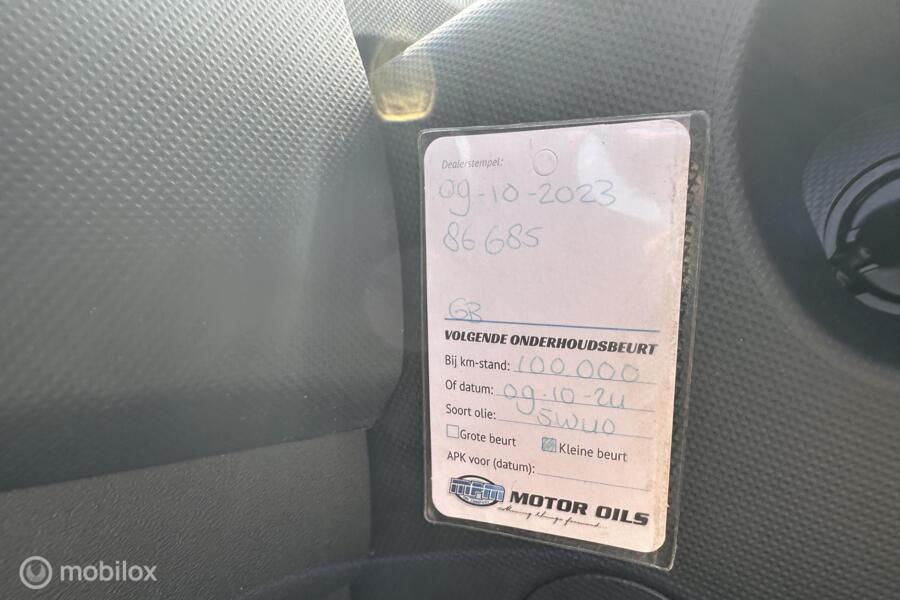 Dealerstempel:
09-10-2023
86685
GB
VOLGENDE ONDERHOUDSBEURT
Bij km-stand: 100.000
Of datum: 09-10-24
Soort olie: 5W40
Grote beurt Kleine beurt
APK voor (datum):
MPM MOTOR OILS
mobilox